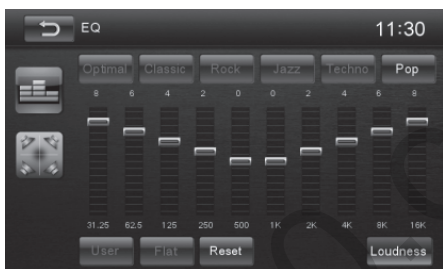 EQ 11:30
Optimal Classic Rock Jazz Techno Pop
8 6 4 2 0 0 2 4 6 8
31.25 62.5 125 250 500 1K 2K 4K 8K 16K
User Flat Reset Loudness